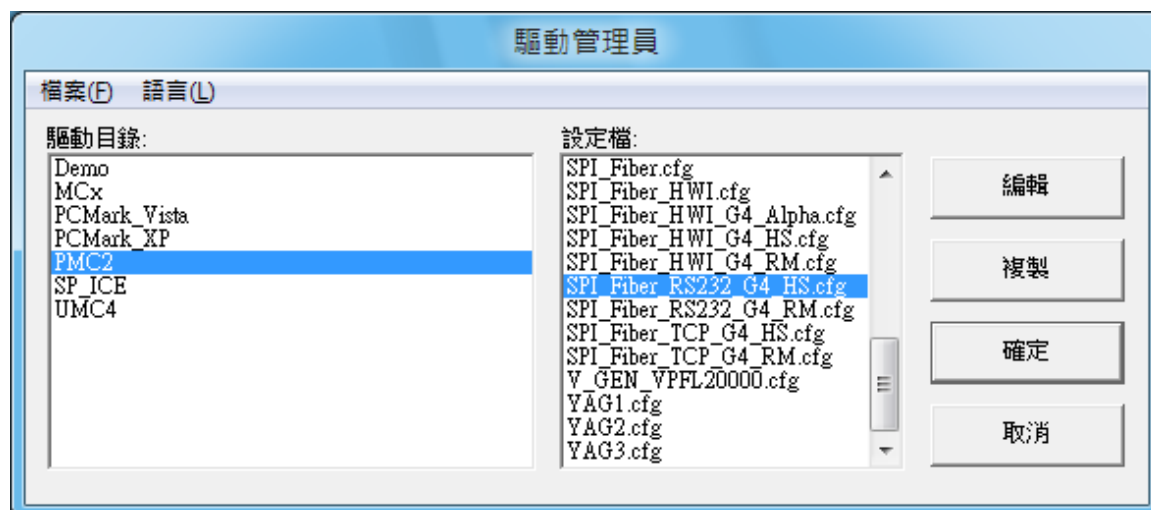 驅動管理員
檔案(F) 語言(L)
驅動目錄:
Demo
MCx
PCMark_Vista
PCMark_XP
PMC2
SP_ICE
UMC4
設定檔:
SPI_Fiber.cfg
SPI_Fiber_HWI.cfg
SPI_Fiber_HWI_G4_Alpha.cfg
SPI_Fiber_HWI_G4_HS.cfg
SPI_Fiber_HWI_G4_RM.cfg
SPI_Fiber_RS232_G4_HS.cfg
SPI_Fiber_RS232_G4_RM.cfg
SPI_Fiber_TCP_G4_HS.cfg
SPI_Fiber_TCP_G4_RM.cfg
V_GEN_VPFL20000.cfg
YAG1.cfg
YAG2.cfg
YAG3.cfg
編輯
複製
確定
取消